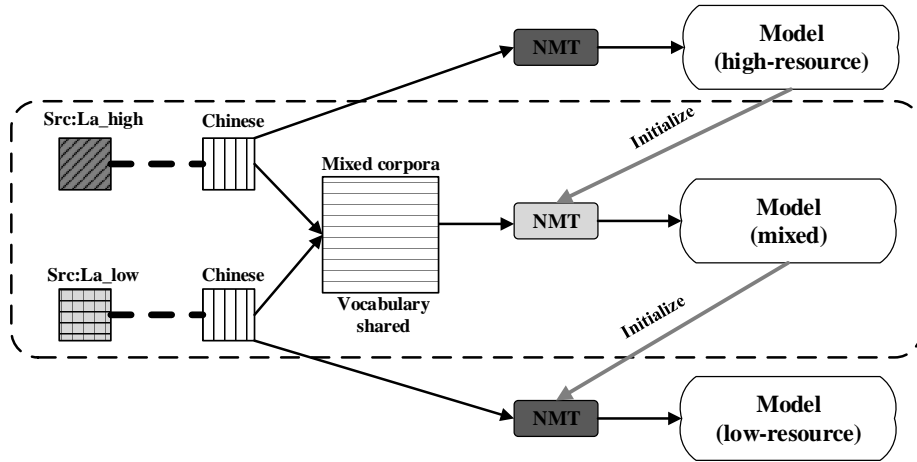 NMT
Model
(high-resource)
Src:La_high
Chinese
Initialize
Mixed corpora
NMT
Model
(mixed)
Src:La_low
Chinese
Vocabulary
shared
Initialize
NMT
Model
(low-resource)